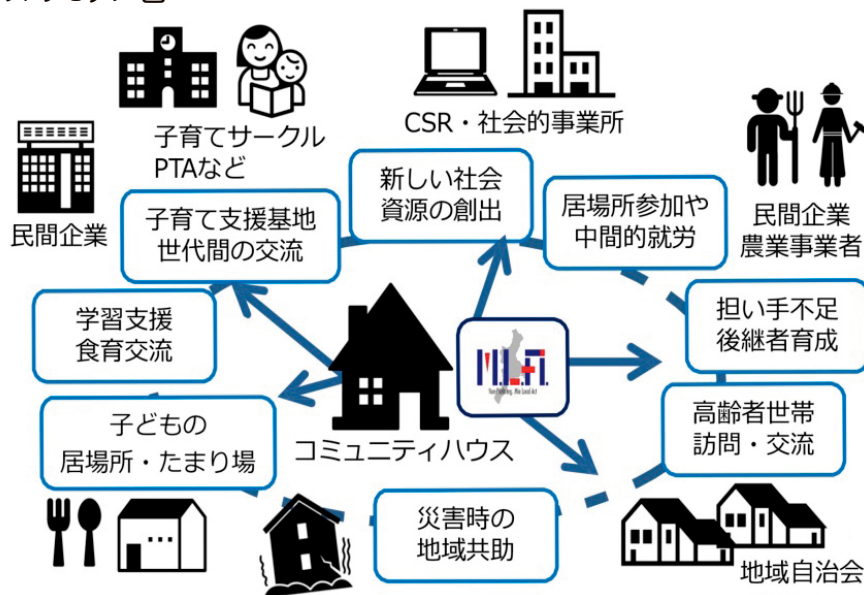 子育てサークル
PTAなど
CSR・社会的事業所
民間企業
民間企業
農業事業者
新しい社会
資源の創出
子育て支援基地
世代間の交流
居場所参加や
中間的就労
学習支援
食育交流
担い手不足
後継者育成
子どもの
居場所・たまり場
コミュニティハウス
高齢者世帯
訪問・交流
災害時の
地域共助
地域自治会